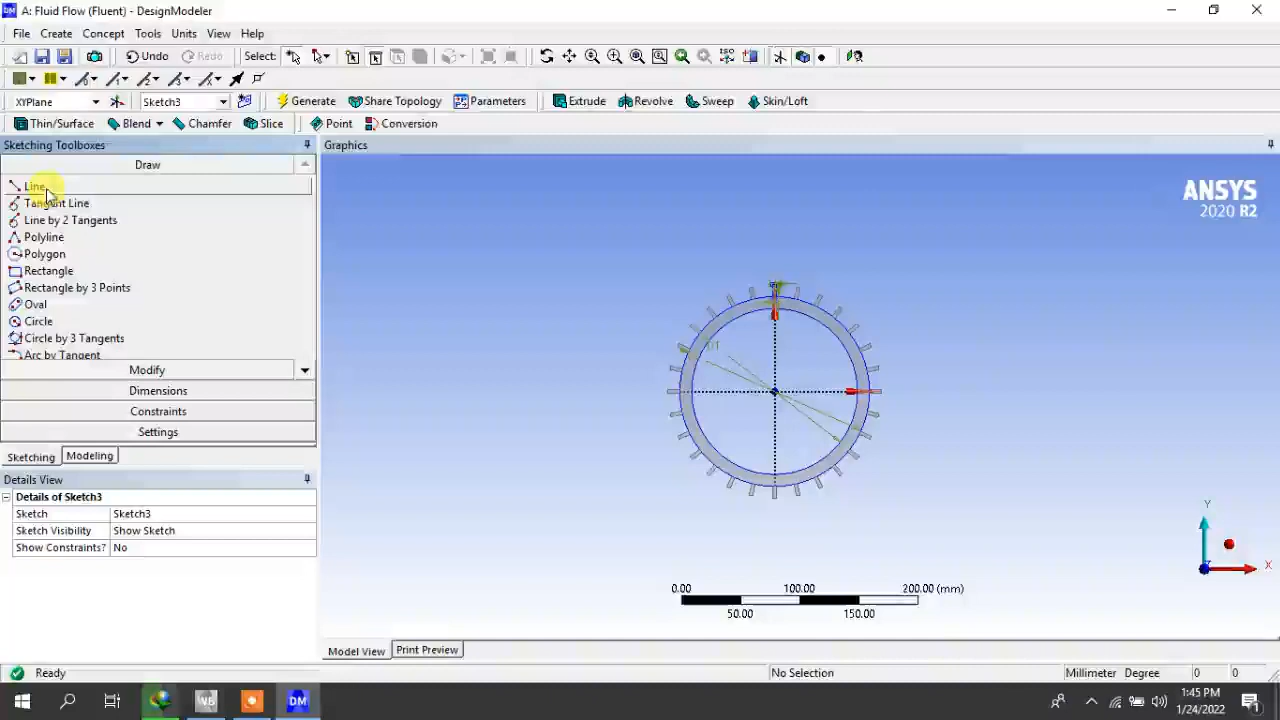 A: Fluid Flow (Fluent) - DesignModeler
File Create Concept Tools Units View Help
Undo Redo Select:
XYPlane Sketch3 Generate Share Topology Parameters Extrude Revolve Sweep Skin/Loft
Thin/Surface Blend Chamfer Slice Point Conversion
Sketching Toolboxes
Draw
Line
Tangent Line
Line by 2 Tangents
Polyline
Polygon
Rectangle
Rectangle by 3 Points
Oval
Circle
Circle by 3 Tangents
Arc by Tangent
Modify
Dimensions
Constraints
Settings
Sketching Modeling
Details View
Details of Sketch3
Sketch Sketch3
Sketch Visibility Show Sketch
Show Constraints? No
Graphics
ANSYS
2020 R2
Y
X
0.00 100.00 200.00 (mm)
50.00 150.00
Model View Print Preview
Ready No Selection Millimeter Degree 0 0
1:45 PM
1/24/2022